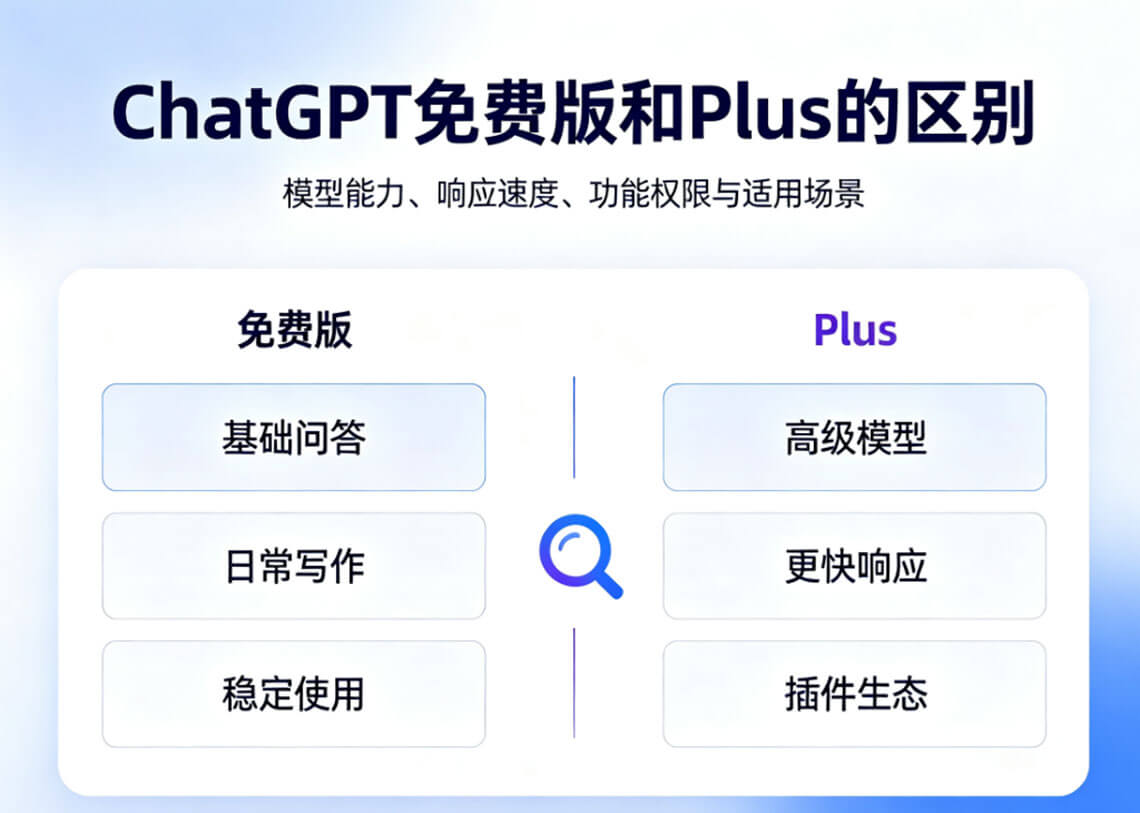 ChatGPT免费版和Plus的区别
模型能力、响应速度、功能权限与适用场景
免费版
Plus
基础问答
高级模型
日常写作
更快响应
稳定使用
插件生态